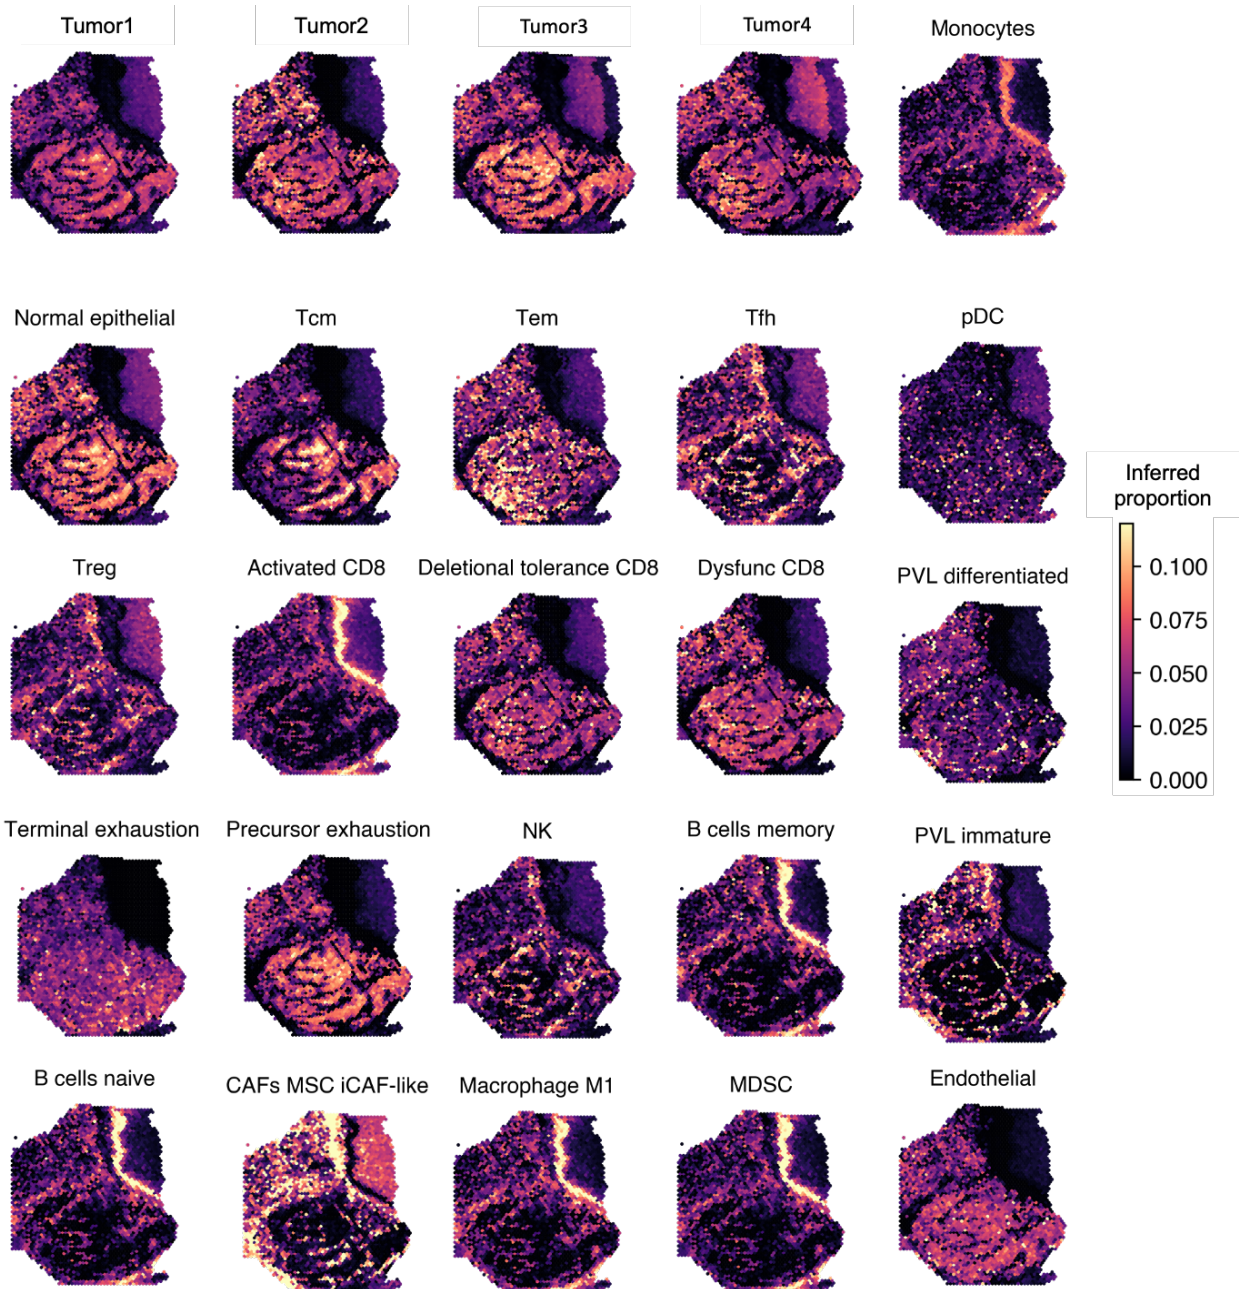 Tumor1
Tumor2
Tumor3
Tumor4
Monocytes
Normal epithelial
Tcm
Tem
Tfh
pDC
Treg
Activated CD8
Deletional tolerance CD8
Dysfunc CD8
PVL differentiated
Terminal exhaustion
Precursor exhaustion
NK
B cells memory
PVL immature
B cells naive
CAFs MSC iCAF-like
Macrophage M1
MDSC
Endothelial
Inferred
proportion
0.100
0.075
0.050
0.025
0.000